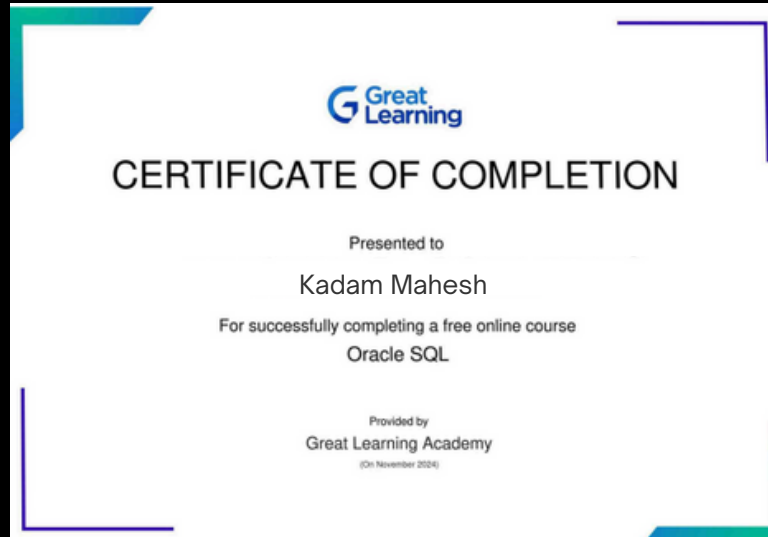 Great
Learning
CERTIFICATE OF COMPLETION
Presented to
Kadam Mahesh
For successfully completing a free online course
Oracle SQL
Provided by
Great Learning Academy
(On November 2024)